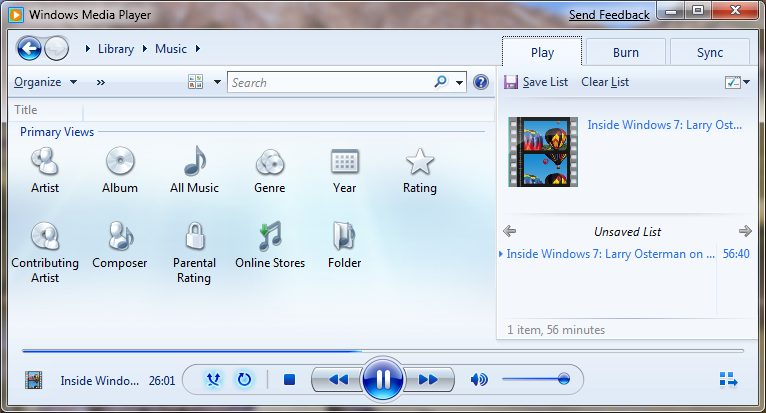 Windows Media Player
Send Feedback
Library Music
Play Burn Sync
Organize »
Search
Save List Clear List
Title
Primary Views
Inside Windows 7: Larry Ost...
Artist Album All Music Genre Year Rating
Unsaved List
Contributing Artist Composer Parental Rating Online Stores Folder
Inside Windows 7: Larry Osterman on ... 56:40
1 item, 56 minutes
Inside Windo... 26:01